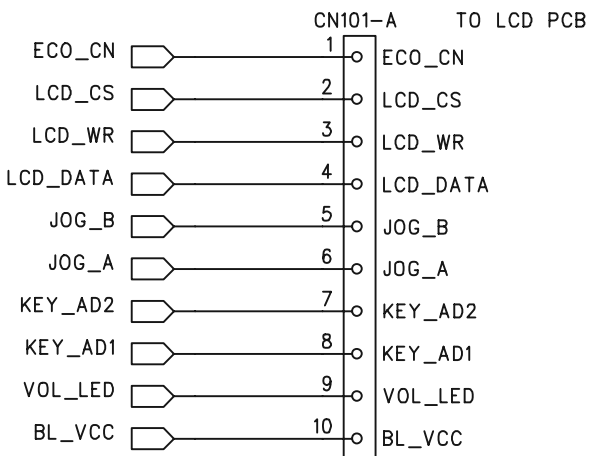 CN101-A TO LCD PCB
ECO_CN 1 ECO_CN
LCD_CS 2 LCD_CS
LCD_WR 3 LCD_WR
LCD_DATA 4 LCD_DATA
JOG_B 5 JOG_B
JOG_A 6 JOG_A
KEY_AD2 7 KEY_AD2
KEY_AD1 8 KEY_AD1
VOL_LED 9 VOL_LED
BL_VCC 10 BL_VCC